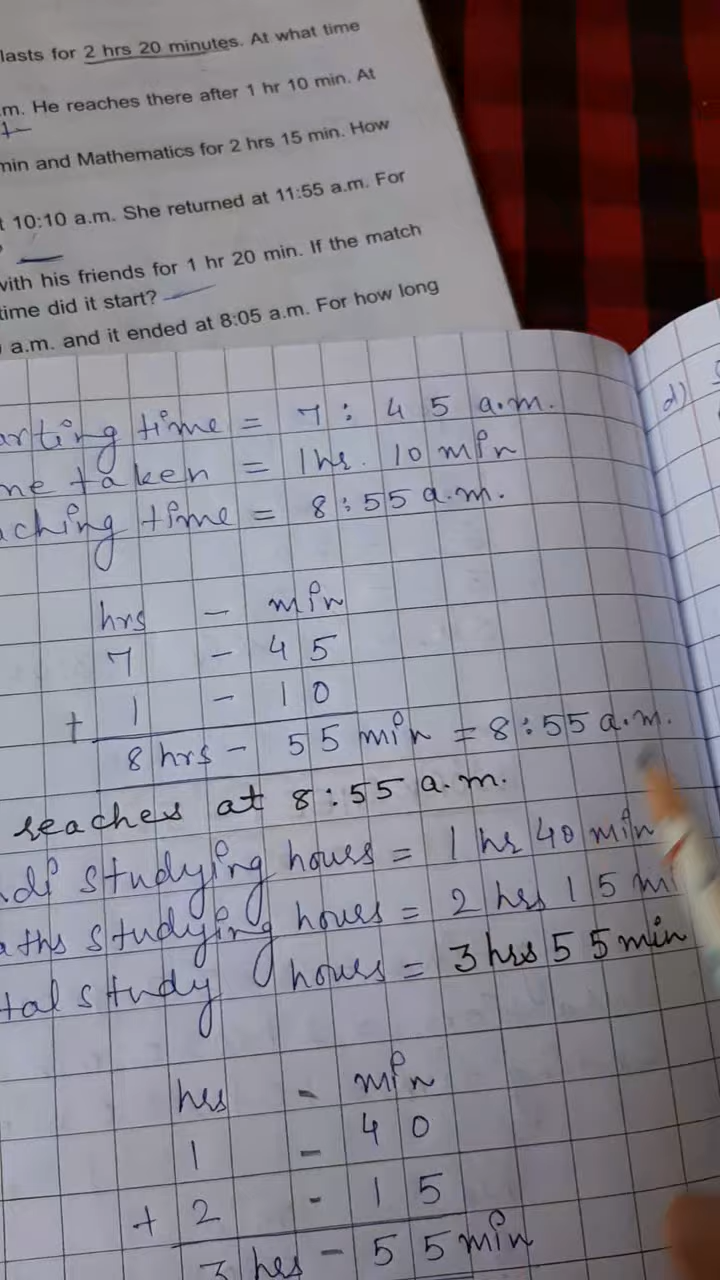 lasts for 2 hrs 20 minutes. At what time
m. He reaches there after 1 hr 10 min. At
min and Mathematics for 2 hrs 15 min. How
10:10 a.m. She returned at 11:55 a.m. For
with his friends for 1 hr 20 min. If the match
time did it start?
a.m. and it ended at 8:05 a.m. For how long
arting time = 7:45 a.m.
me taken = 1hr. 10 min
aching time = 8:55 a.m.
hrs - min
7 - 45
+ 1 - 10
8 hrs - 55 min = 8:55 a.m.
reaches at 8:55 a.m.
ndi studying hours = 1 hr 40 min
aths studying hours = 2 hrs 15 mi
tal study hours = 3 hrs 55 min
hrs - min
1 - 40
+ 2 - 15
3 hrs - 55 min
d)